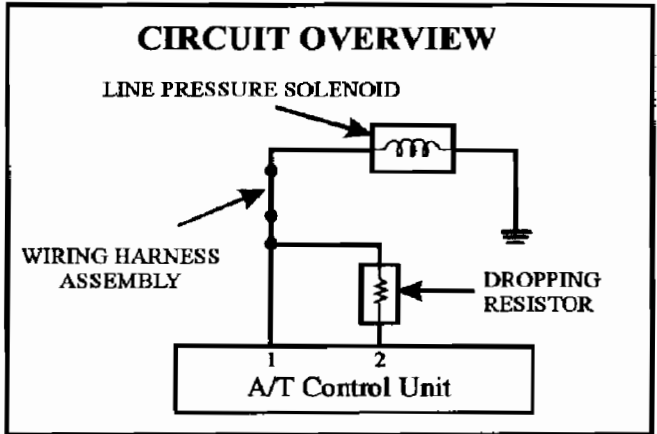 CIRCUIT OVERVIEW
LINE PRESSURE SOLENOID
WIRING HARNESS
ASSEMBLY
DROPPING
RESISTOR
1 2
A/T Control Unit